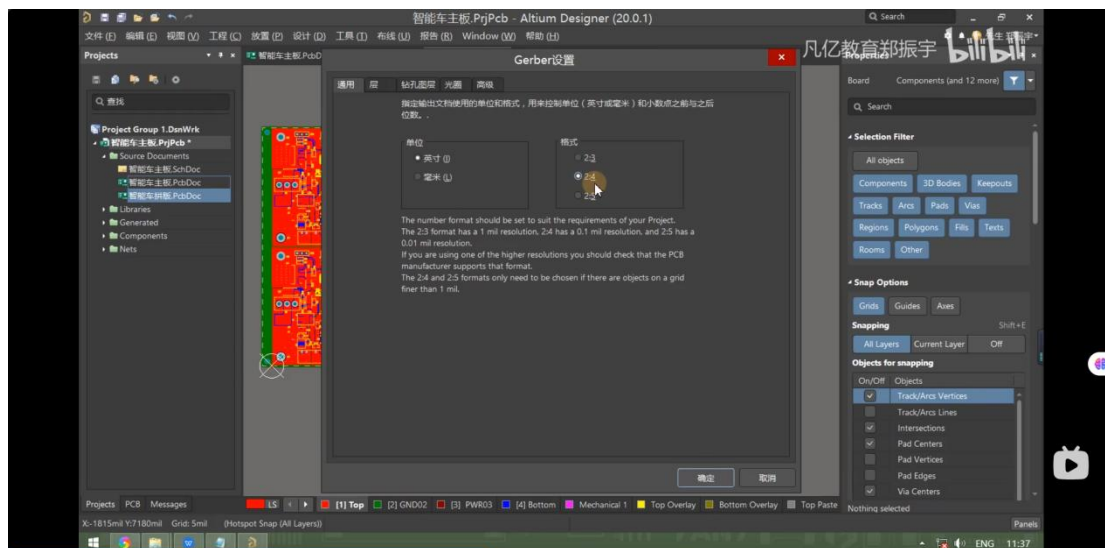 智能车主板.PrjPcb - Altium Designer (20.0.1)
Search
文件 (F) 编辑 (E) 视图 (V) 工程 (C) 放置 (P) 设计 (D) 工具 (T) 布线 (U) 报告 (R) Window (W) 帮助 (H)
凡亿教育郑振宇 bilibili
Projects
智能车主板.PcbD
Gerber设置
Properties
通用 层 钻孔图层 光圈 高级
Board Components (and 12 more)
查找
Search
指定输出文档使用的单位和格式，用来控制单位（英寸或毫米）和小数点之前与之后
位数。.
Project Group 1.DsnWrk
智能车主板.PrjPcb *
Source Documents
智能车主板.SchDoc
智能车主板.PcbDoc
智能车拼板.PcbDoc
Libraries
Generated
Components
Nets
单位
英寸 (I)
毫米 (L)
格式
2:3
2:4
2:5
The number format should be set to suit the requirements of your Project.
The 2:3 format has a 1 mil resolution, 2:4 has a 0.1 mil resolution, and 2:5 has a
0.01 mil resolution.
If you are using one of the higher resolutions you should check that the PCB
manufacturer supports that format.
The 2:4 and 2:5 formats only need to be chosen if there are objects on a grid
finer than 1 mil.
确定 取消
Selection Filter
All objects
Components 3D Bodies Keepouts
Tracks Arcs Pads Vias
Regions Polygons Fills Texts
Rooms Other
Snap Options
Grids Guides Axes
Snapping Shift+E
All Layers Current Layer Off
Objects for snapping
On/Off Objects
Track/Arcs Vertices
Track/Arcs Lines
Intersections
Pad Centers
Pad Vertices
Pad Edges
Via Centers
Nothing selected
Projects PCB Messages
LS [1] Top [2] GND02 [3] PWR03 [4] Bottom Mechanical 1 Top Overlay Bottom Overlay Top Paste
X:-1815mil Y:7180mil Grid: 5mil (Hotspot Snap (All Layers))
Panels
ENG 11:37